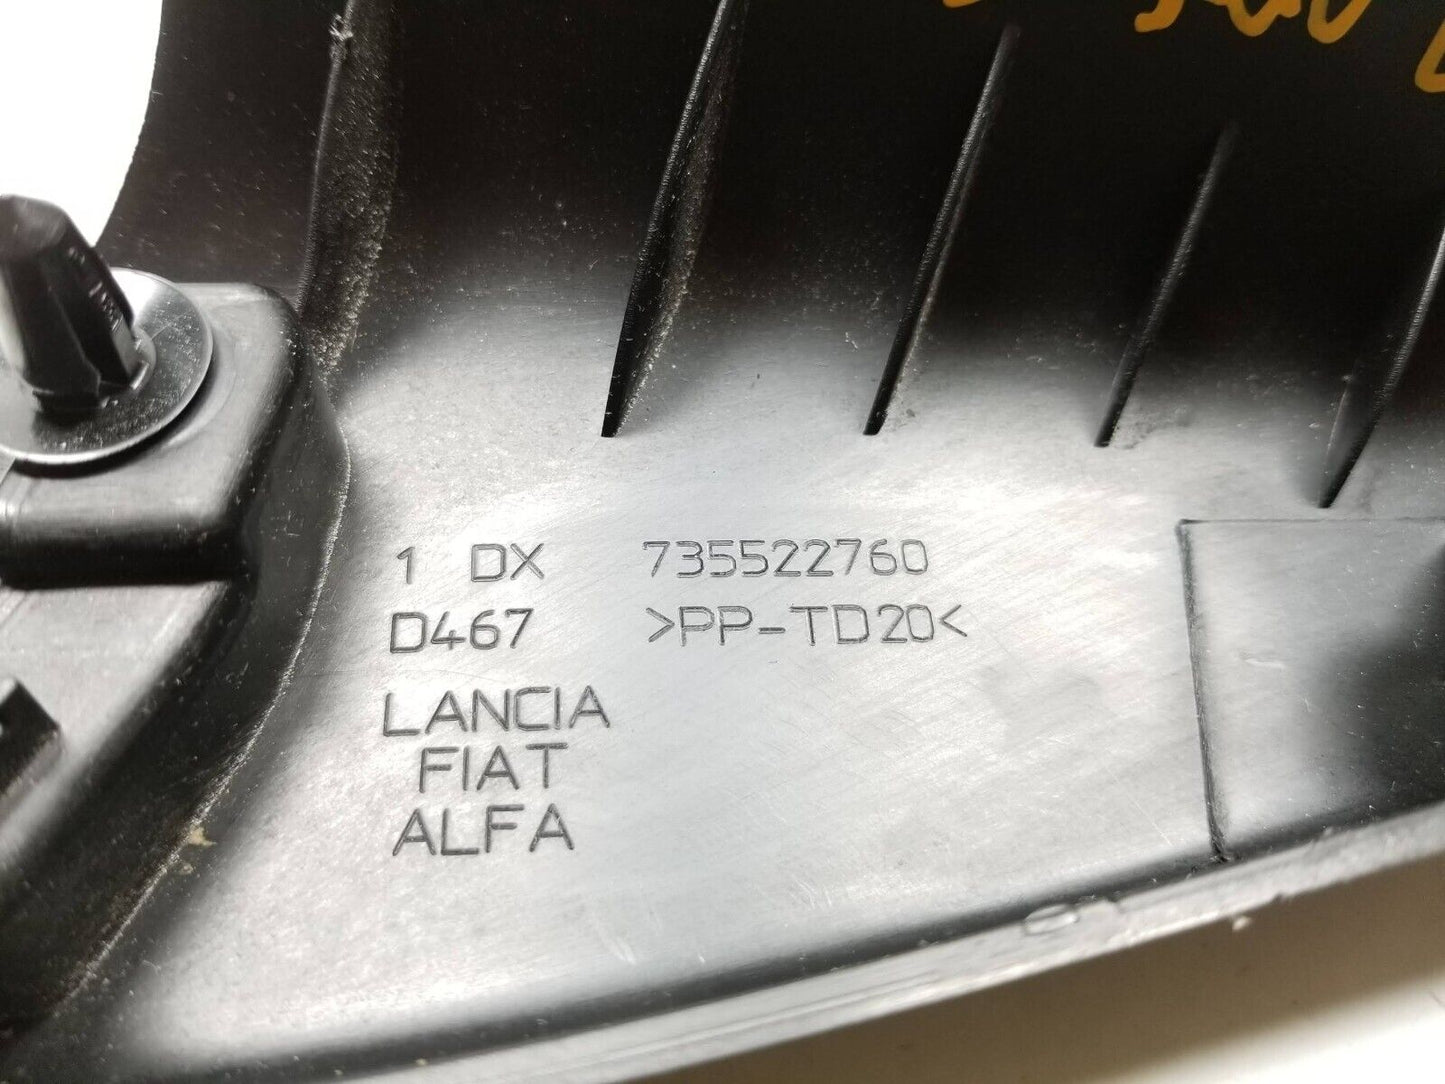 1 DX 735522760
D467 >PP-TD20<
LANCIA
FIAT
ALFA